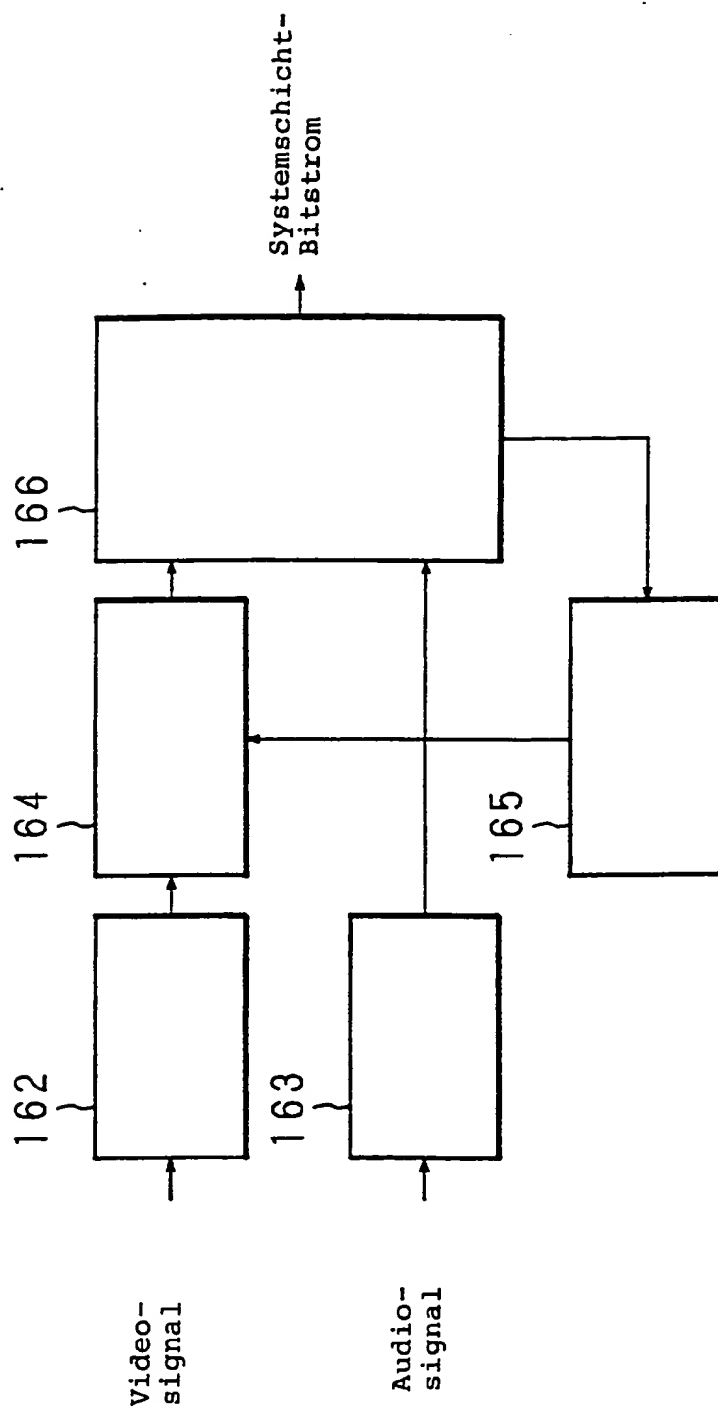 Video-
signal
Audio-
signal
162
163
164
165
166
Systemschicht-
Bitstrom